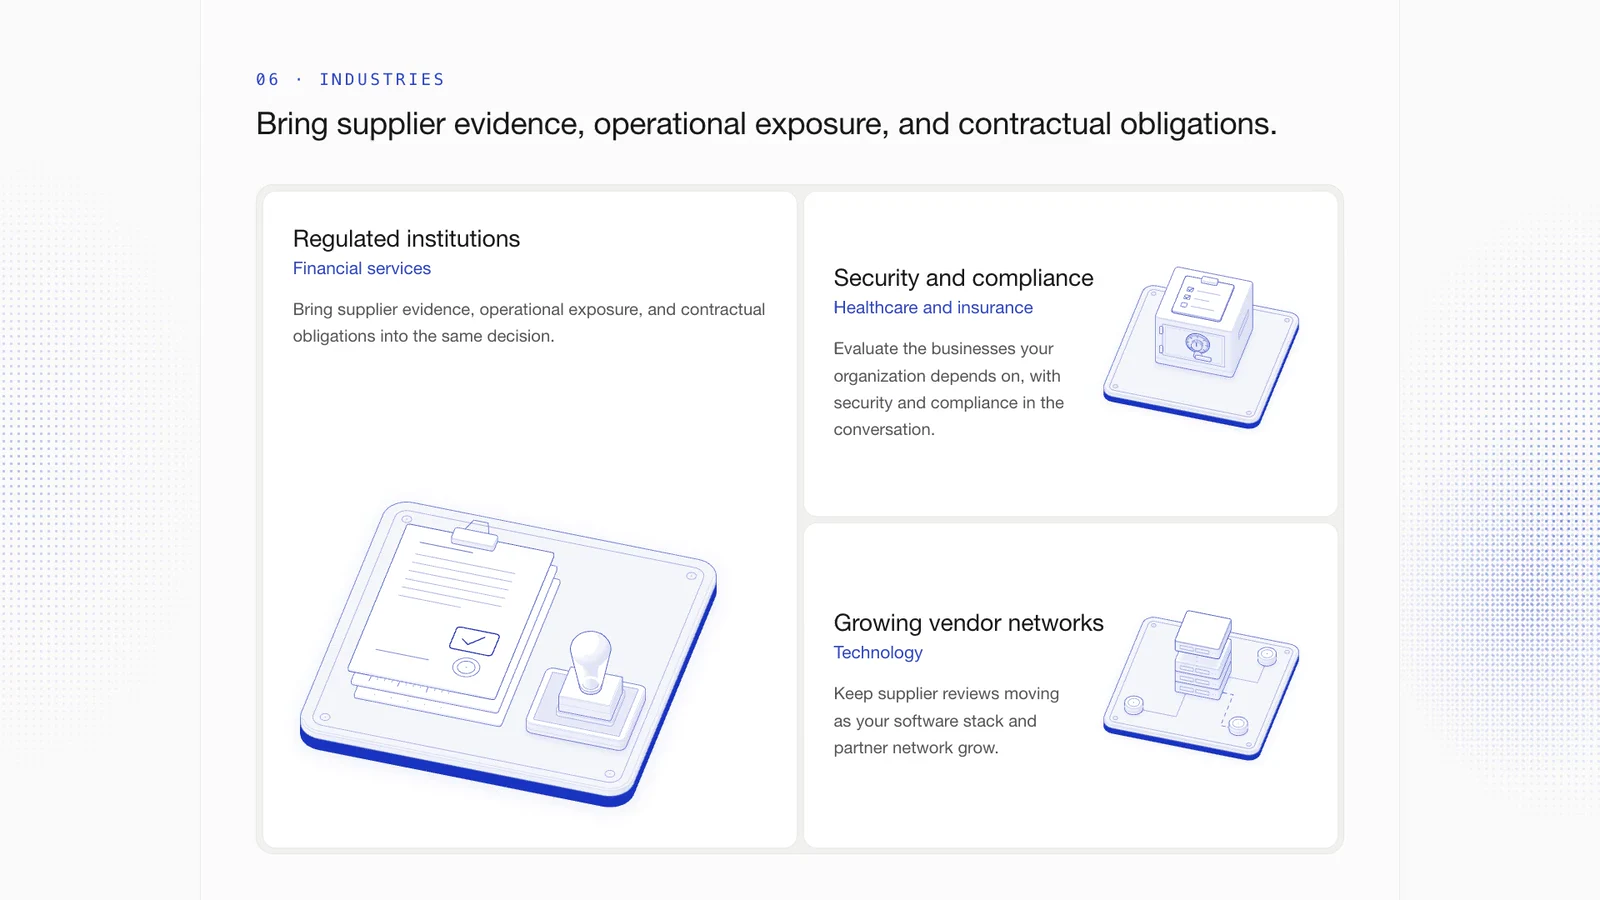 06 · INDUSTRIES
Bring supplier evidence, operational exposure, and contractual obligations.
Regulated institutions
Financial services
Bring supplier evidence, operational exposure, and contractual
obligations into the same decision.
Security and compliance
Healthcare and insurance
Evaluate the businesses your
organization depends on, with
security and compliance in the
conversation.
Growing vendor networks
Technology
Keep supplier reviews moving
as your software stack and
partner network grow.